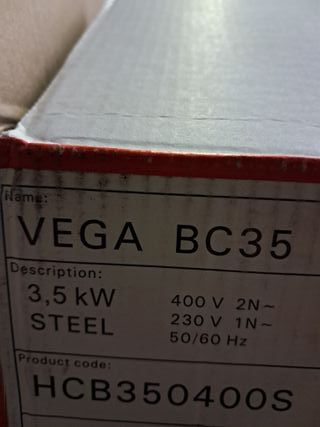 Name:
VEGA BC35
Description:
3,5 kW
STEEL
400 V 2N~
230 V 1N~
50/60 Hz
Product code:
HCB350400S